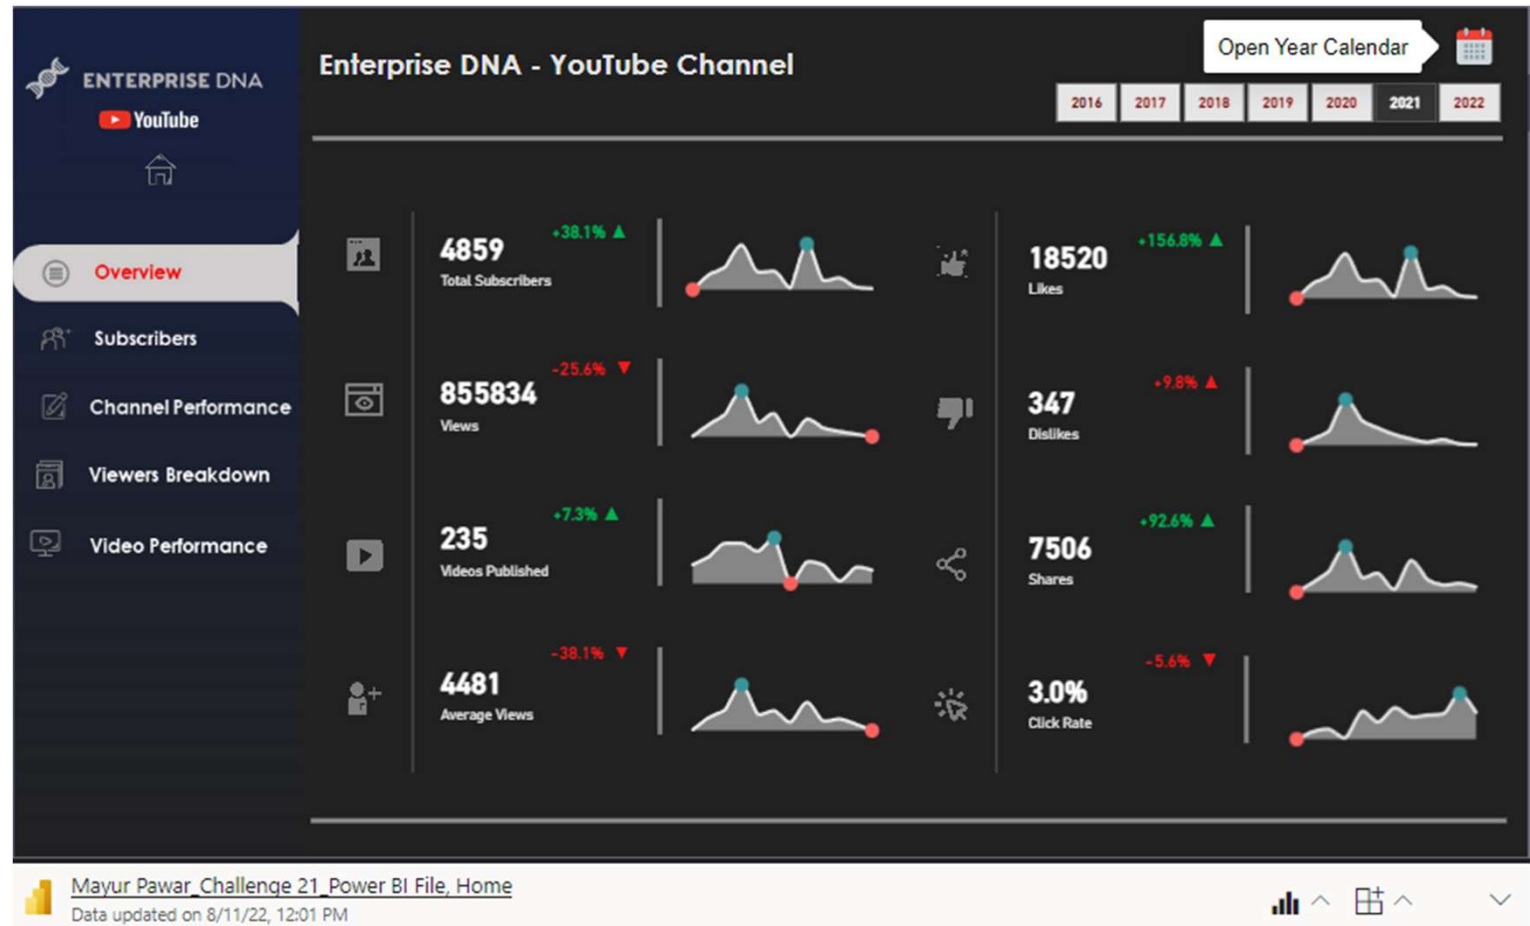 ENTERPRISE DNA
YouTube
Overview
Subscribers
Channel Performance
Viewers Breakdown
Video Performance
Enterprise DNA - YouTube Channel
Open Year Calendar
2016 2017 2018 2019 2020 2021 2022
4859 +38.1% ▲
Total Subscribers
855834 -25.6% ▼
Views
235 +7.3% ▲
Videos Published
4481 -38.1% ▼
Average Views
18520 +156.8% ▲
Likes
347 +9.8% ▲
Dislikes
7506 +92.6% ▲
Shares
3.0% -5.6% ▼
Click Rate
Mayur Pawar_Challenge 21_Power BI File, Home
Data updated on 8/11/22, 12:01 PM